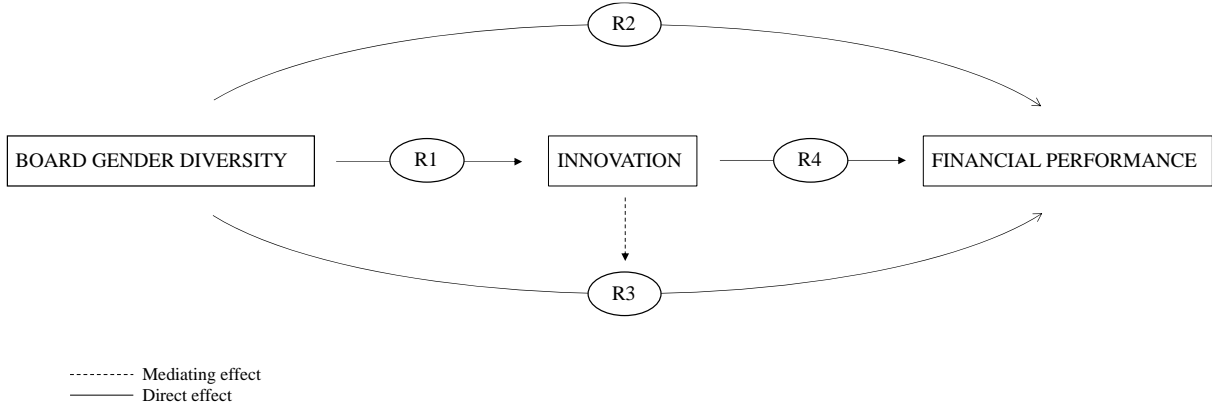 R2
BOARD GENDER DIVERSITY
R1
INNOVATION
R4
FINANCIAL PERFORMANCE
R3
Mediating effect
Direct effect